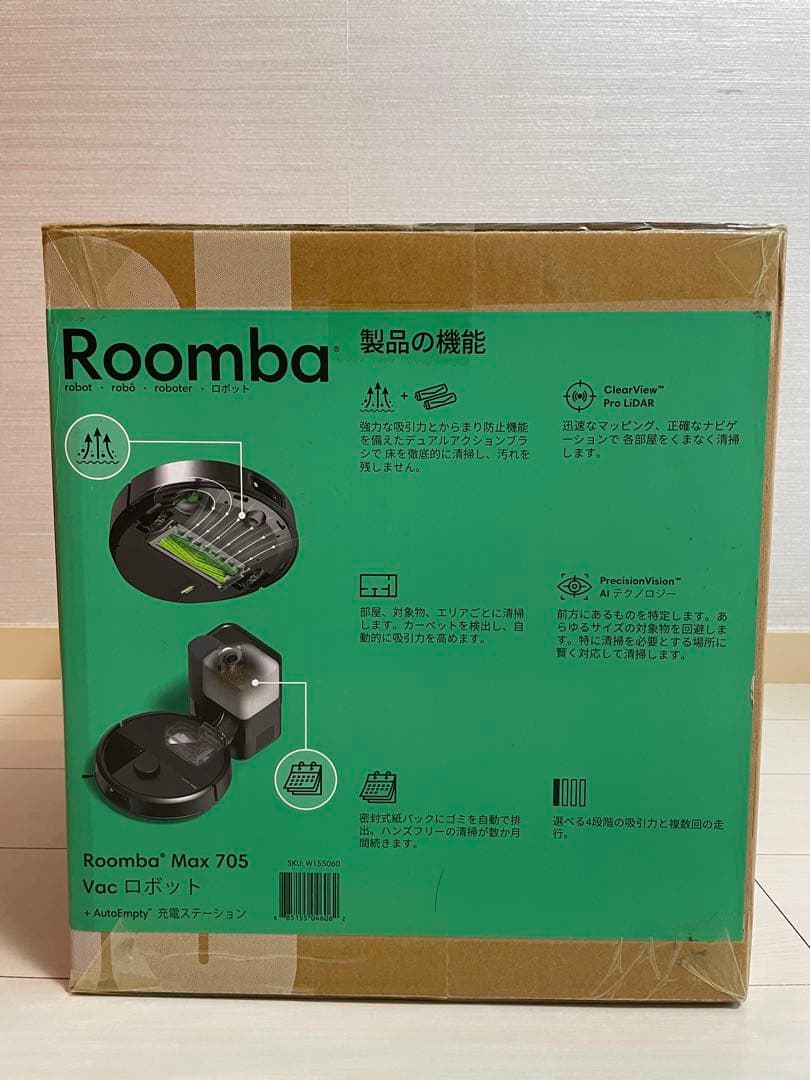 Roomba®
robot · robô · roboter · ロボット
製品の機能
+
強力な吸引力とからまり防止機能
を備えたデュアルアクションブラ
シで 床を徹底的に清掃し、汚れを
残しません。
ClearView™
Pro LiDAR
迅速なマッピング、正確なナビゲ
ーションで 各部屋をくまなく清掃
します。
部屋、対象物、エリアごとに清掃
します。カーペットを検出し、自
動的に吸引力を高めます。
PrecisionVision™
AI テクノロジー
前方にあるものを特定します。あ
らゆるサイズの対象物を回避しま
す。特に清掃を必要とする場所に
賢く対応して清掃します。
密封式紙パックにゴミを自動で排
出。ハンズフリーの清掃が数か月
間続きます。
選べる4段階の吸引力と複数回の走
行。
Roomba® Max 705
Vac ロボット
+ AutoEmpty™ 充電ステーション
SKU: W155060
85155 04606 2